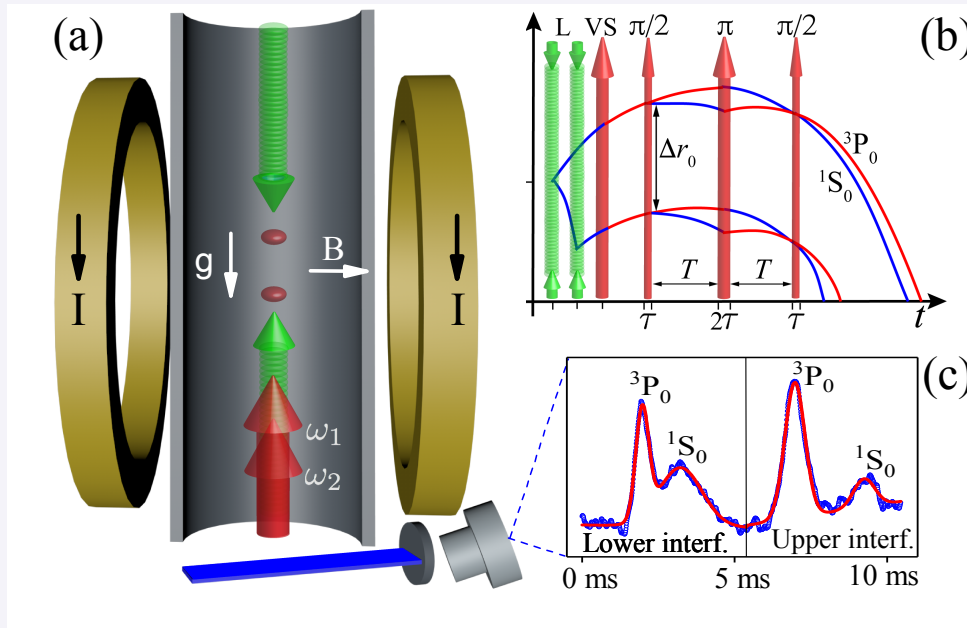 (a)
g
B
I
I
ω₁
ω₂
(b)
L VS π/2 π π/2
Δr₀
³P₀
¹S₀
T T
τ 2τ τ t
(c)
³P₀
³P₀
¹S₀
¹S₀
Lower interf. Upper interf.
0 ms 5 ms 10 ms